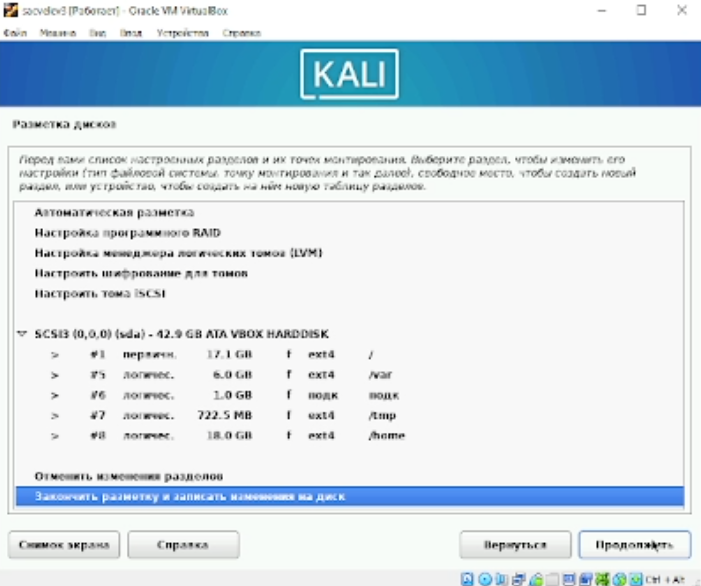 sacvelev3 [Работает] - Oracle VM VirtualBox
Файл Машина Вид Ввод Устройства Справка
KALI
Разметка дисков
Перед вами список настроенных разделов и их точек монтирования. Выберите раздел, чтобы изменить его
настройки (тип файловой системы, точку монтирования и так далее), свободное место, чтобы создать новый
раздел, или устройство, чтобы создать на нём новую таблицу разделов.
Автоматическая разметка
Настройка программного RAID
Настройка менеджера логических томов (LVM)
Настроить шифрование для томов
Настроить тома iSCSI
SCSI3 (0,0,0) (sda) - 42.9 GB ATA VBOX HARDDISK
> #1 первичн. 17.1 GB f ext4 /
> #5 логичес. 6.0 GB f ext4 /var
> #6 логичес. 1.0 GB f подк подк
> #7 логичес. 722.5 MB f ext4 /tmp
> #8 логичес. 18.0 GB f ext4 /home
Отменить изменения разделов
Закончить разметку и записать изменения на диск
Снимок экрана Справка Вернуться Продолжить
Ctrl + Alt